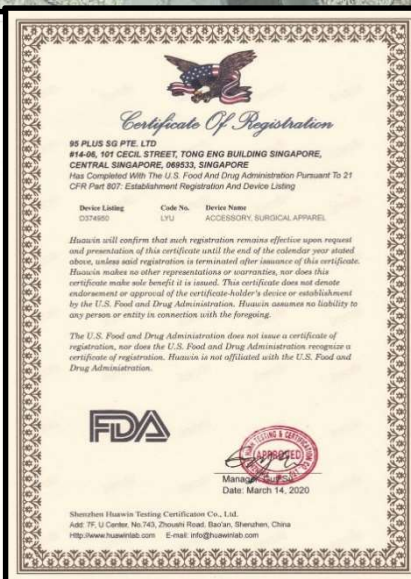 Certificate Of Registration
95 PLUS SG PTE. LTD
#14-06, 101 CECIL STREET, TONG ENG BUILDING SINGAPORE,
CENTRAL SINGAPORE, 069533, SINGAPORE
Has Completed With The U.S. Food And Drug Administration Pursuant To 21
CFR Part 807: Establishment Registration And Device Listing
Device Listing Code No. Device Name
D374950 LYU ACCESSORY, SURGICAL APPAREL
Huawin will confirm that such registration remains effective upon request
and presentation of this certificate until the end of the calendar year stated
above, unless said registration is terminated after issuance of this certificate.
Huawin makes no other representations or warranties, nor does this
certificate make sole benefit it is issued. This certificate does not denote
endorsement or approval of the certificate-holder's device or establishment
by the U.S. Food and Drug Administration. Huawin assumes no liability to
any person or entity in connection with the foregoing.
The U.S. Food and Drug Administration does not issue a certificate of
registration, nor does the U.S. Food and Drug Administration recognize a
certificate of registration. Huawin is not affiliated with the U.S. Food and
Drug Administration.
FDA
APPROVED
Manager
Date: March 14, 2020
Shenzhen Huawin Testing Certificaton Co., Ltd.
Add: 7F, U Center, No.743, Zhoushi Road, Bao'an, Shenzhen, China
Http://www.huawinlab.com E-mail: info@huawinlab.com